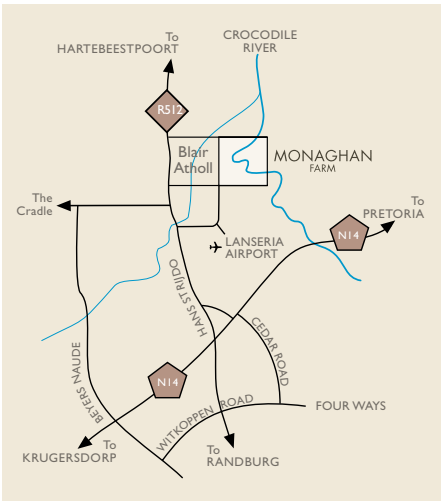 To
HARTEBEESTPOORT
CROCODILE
RIVER
R512
Blair
Atholl
MONAGHAN
FARM
The
Cradle
To
PRETORIA
N14
LANSERIA
AIRPORT
HANS STRIJDO
CEDAR ROAD
BEYERS NAUDE
N14
WITKOPPEN ROAD
FOUR WAYS
To
KRUGERSDORP
To
RANDBURG